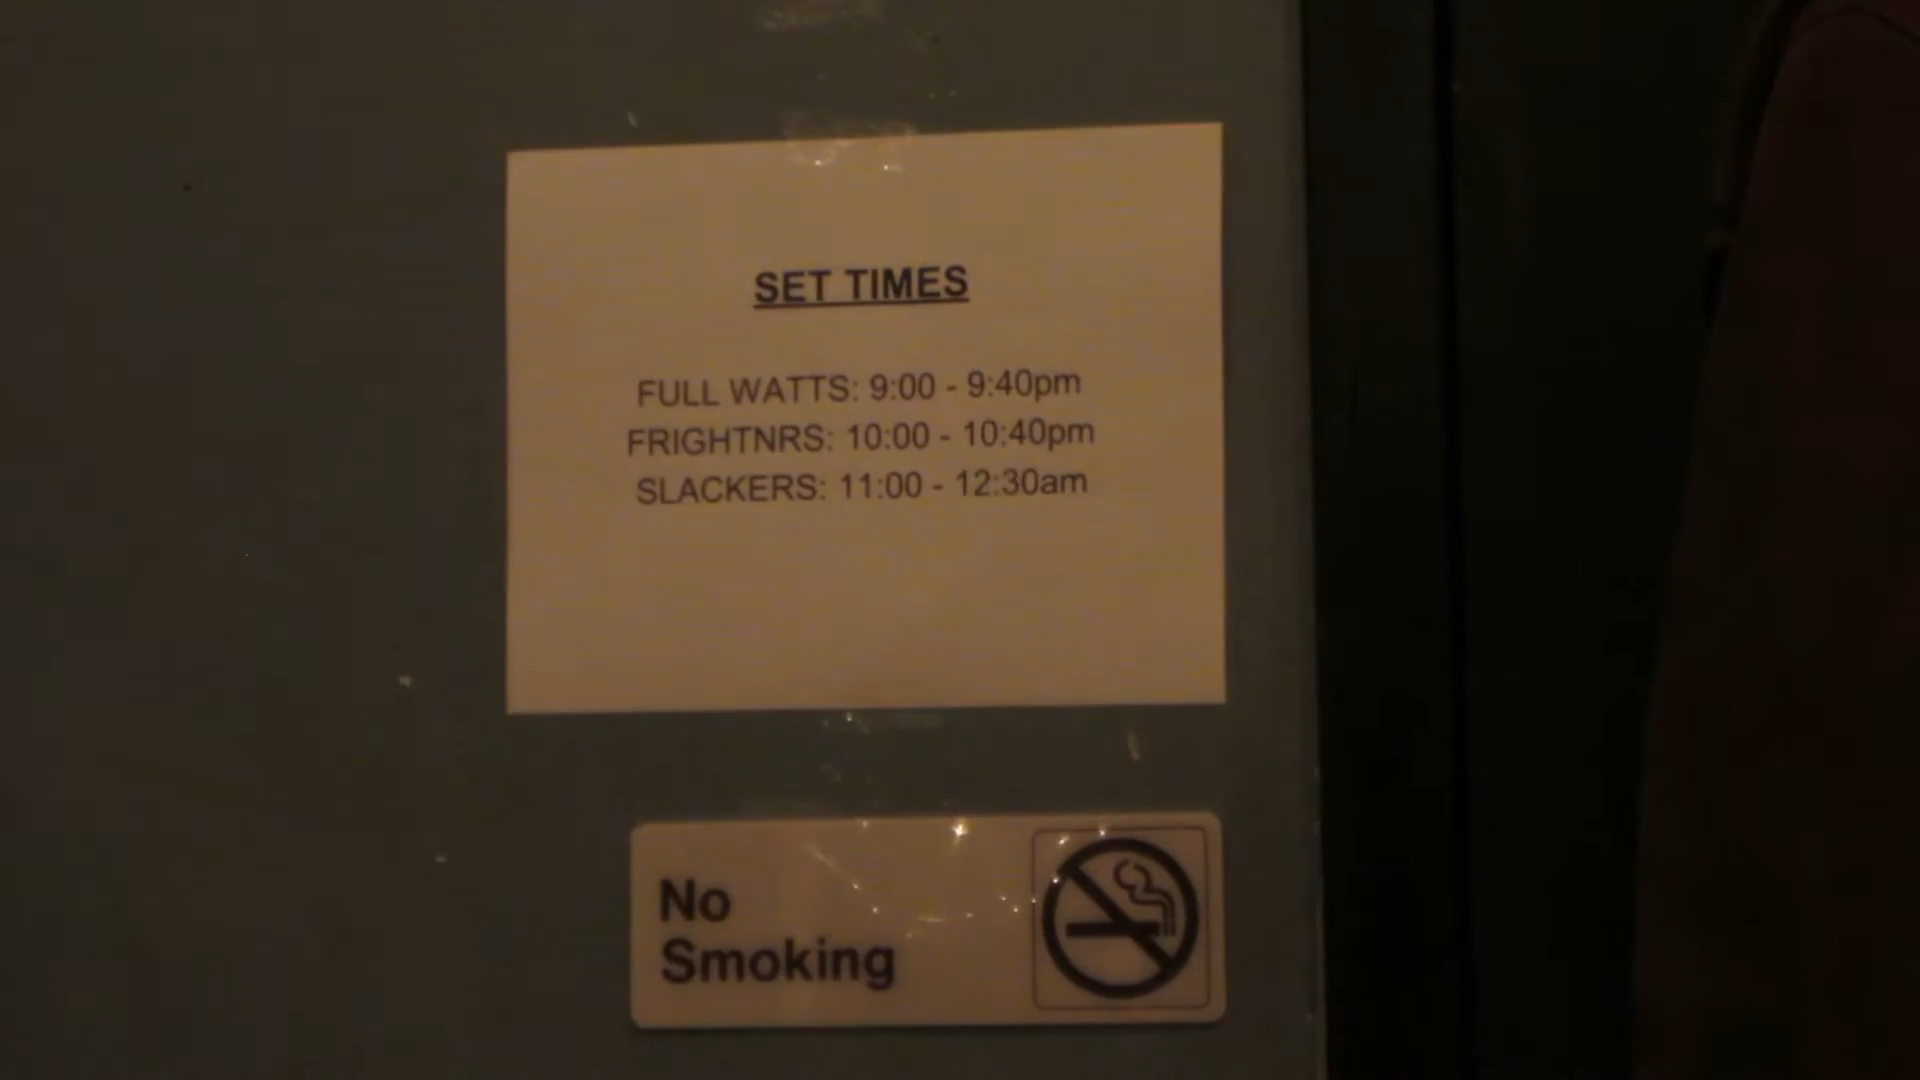 SET TIMES
FULL WATTS: 9:00 - 9:40pm
FRIGHTNRS: 10:00 - 10:40pm
SLACKERS: 11:00 - 12:30am
No
Smoking